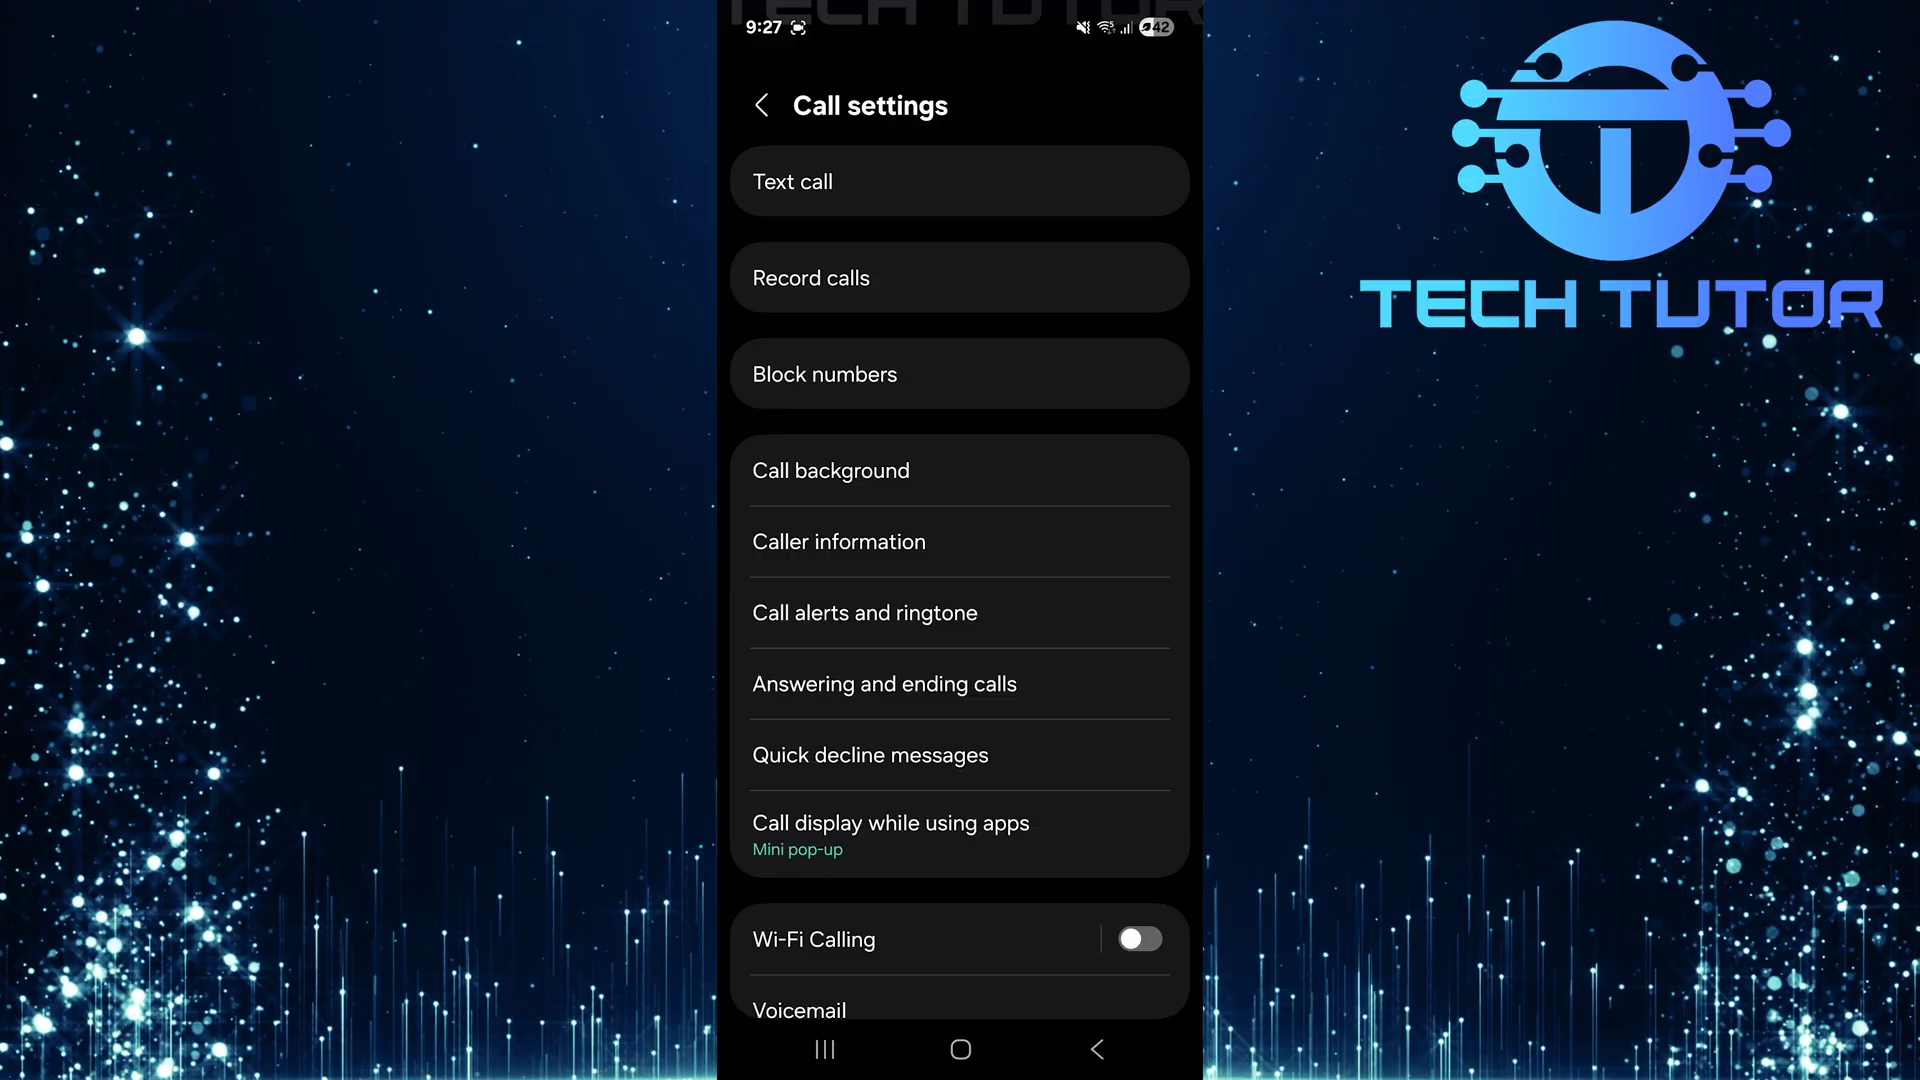 TECH TUTOR
9:27
42
Call settings
Text call
Record calls
Block numbers
Call background
Caller information
Call alerts and ringtone
Answering and ending calls
Quick decline messages
Call display while using apps
Mini pop-up
Wi-Fi Calling
Voicemail
TECH TUTOR